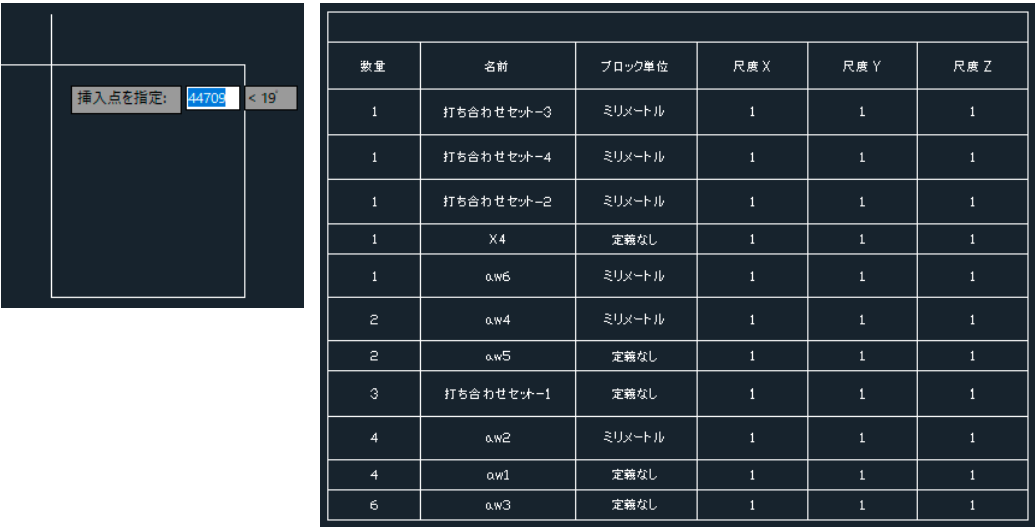 挿入点を指定: 44709 < 19°
数量 名前 ブロック単位 尺度 X 尺度 Y 尺度 Z
1 打ち合わせセット-3 ミリメートル 1 1 1
1 打ち合わせセット-4 ミリメートル 1 1 1
1 打ち合わせセット-2 ミリメートル 1 1 1
1 X4 定義なし 1 1 1
1 aw6 ミリメートル 1 1 1
2 aw4 ミリメートル 1 1 1
2 aw5 定義なし 1 1 1
3 打ち合わせセット-1 定義なし 1 1 1
4 aw2 ミリメートル 1 1 1
4 aw1 定義なし 1 1 1
6 aw3 定義なし 1 1 1